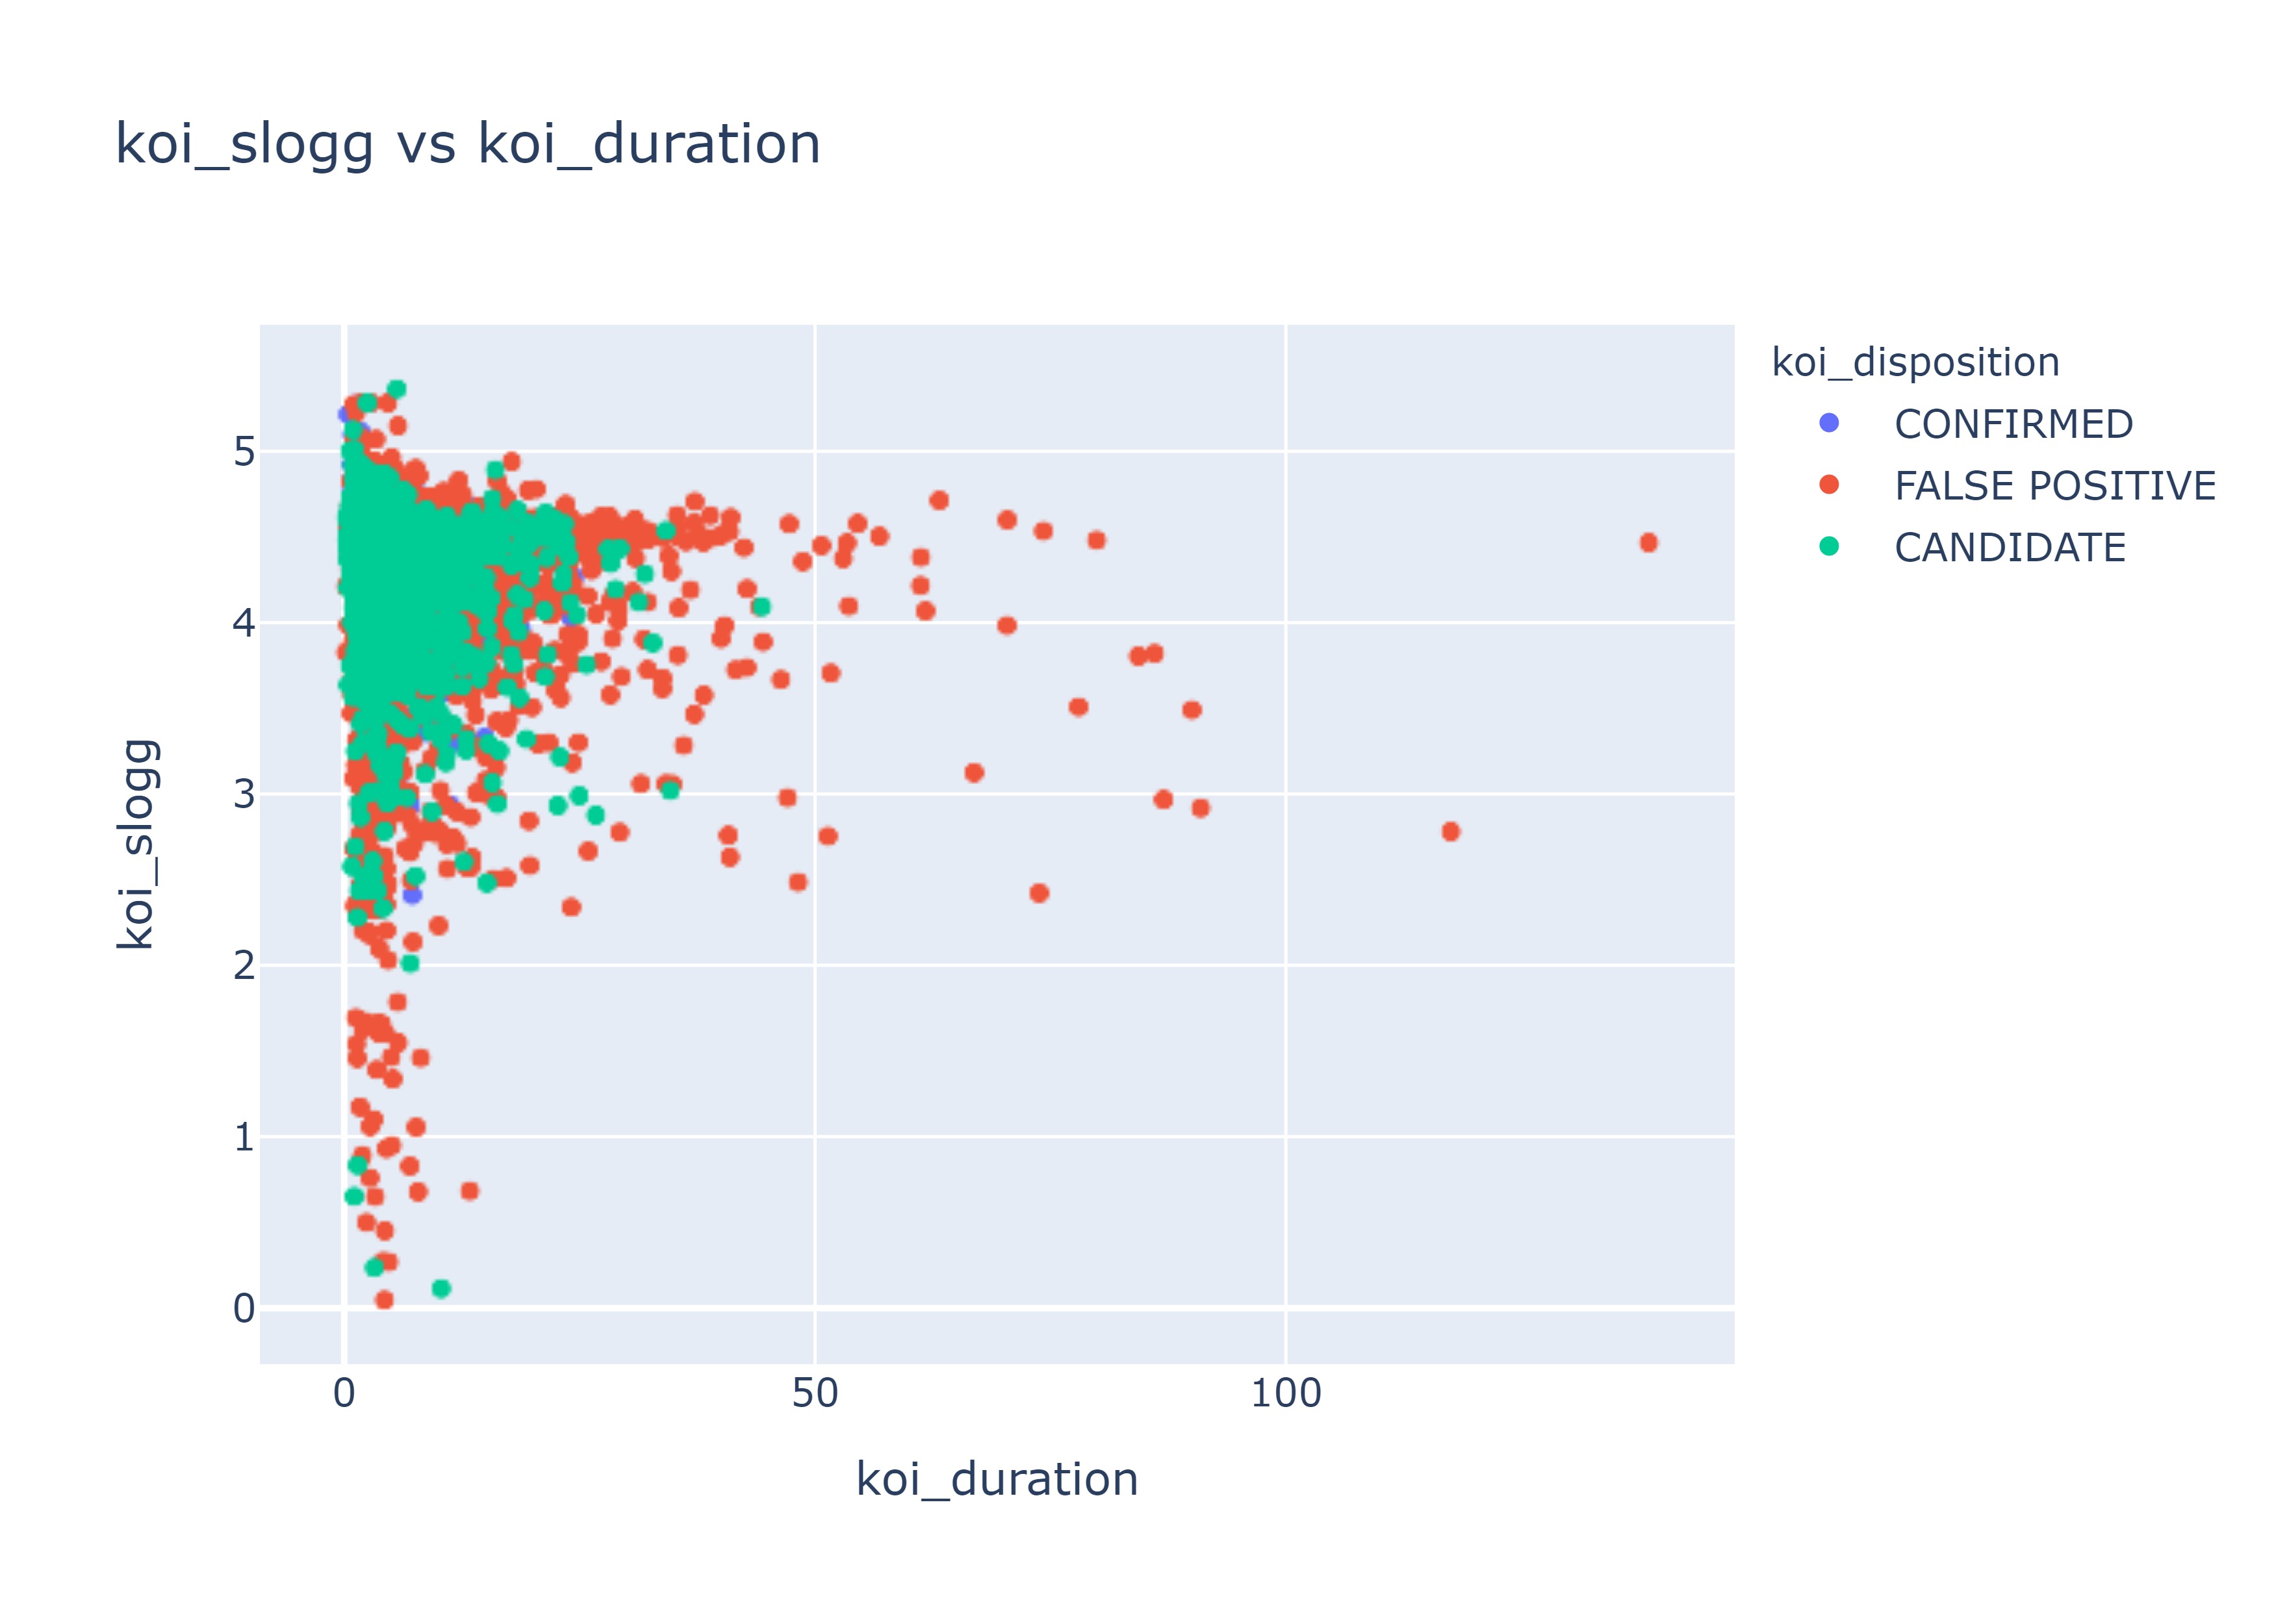 koi_slogg vs koi_duration
koi_disposition
CONFIRMED
FALSE POSITIVE
CANDIDATE
5
4
3
2
1
0
koi_slogg
0
50
100
koi_duration